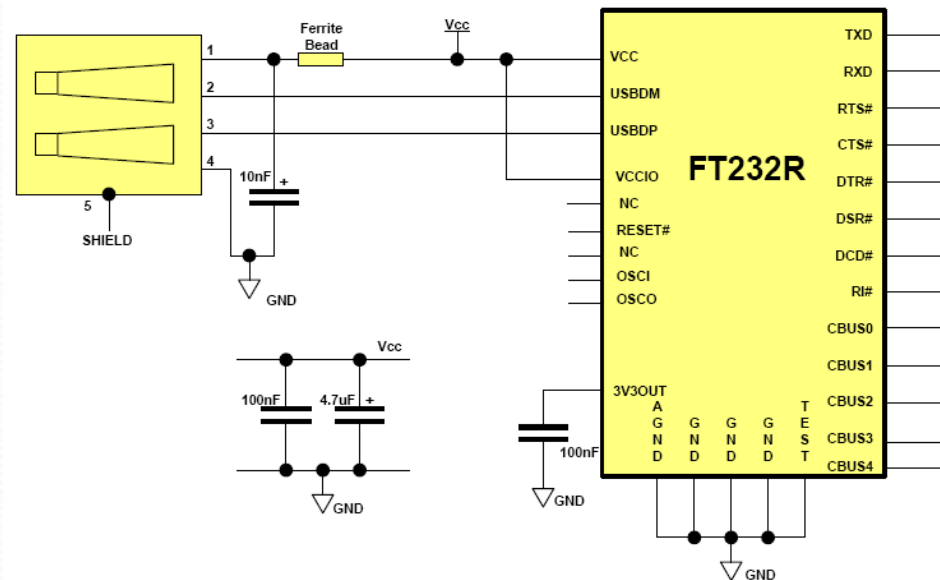 Ferrite
Bead
Vcc
1
2
3
4
5
SHIELD
10nF +
GND
Vcc
100nF
4.7uF +
GND
100nF
GND
FT232R
VCC
USBDM
USBDP
VCCIO
NC
RESET#
NC
OSCI
OSCO
3V3OUT
AGND
GND
GND
GND
TEST
GND
TXD
RXD
RTS#
CTS#
DTR#
DSR#
DCD#
RI#
CBUS0
CBUS1
CBUS2
CBUS3
CBUS4